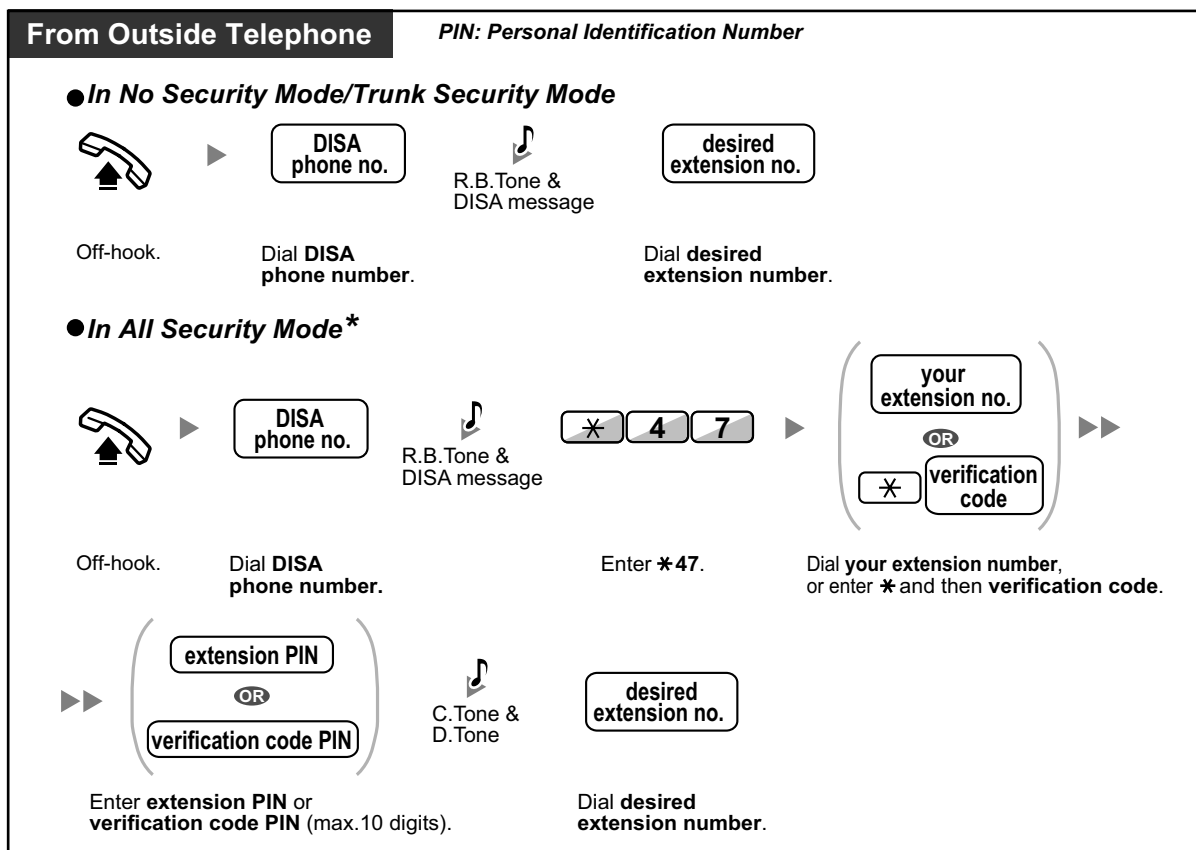 From Outside Telephone
PIN: Personal Identification Number
●In No Security Mode/Trunk Security Mode
DISA
phone no.
R.B.Tone &
DISA message
desired
extension no.
Off-hook.
Dial DISA
phone number.
Dial desired
extension number.
●In All Security Mode*
DISA
phone no.
R.B.Tone &
DISA message
* 4 7
your
extension no.
OR
* verification
code
Off-hook.
Dial DISA
phone number.
Enter *47.
Dial your extension number,
or enter * and then verification code.
extension PIN
OR
verification code PIN
C.Tone &
D.Tone
desired
extension no.
Enter extension PIN or
verification code PIN (max.10 digits).
Dial desired
extension number.